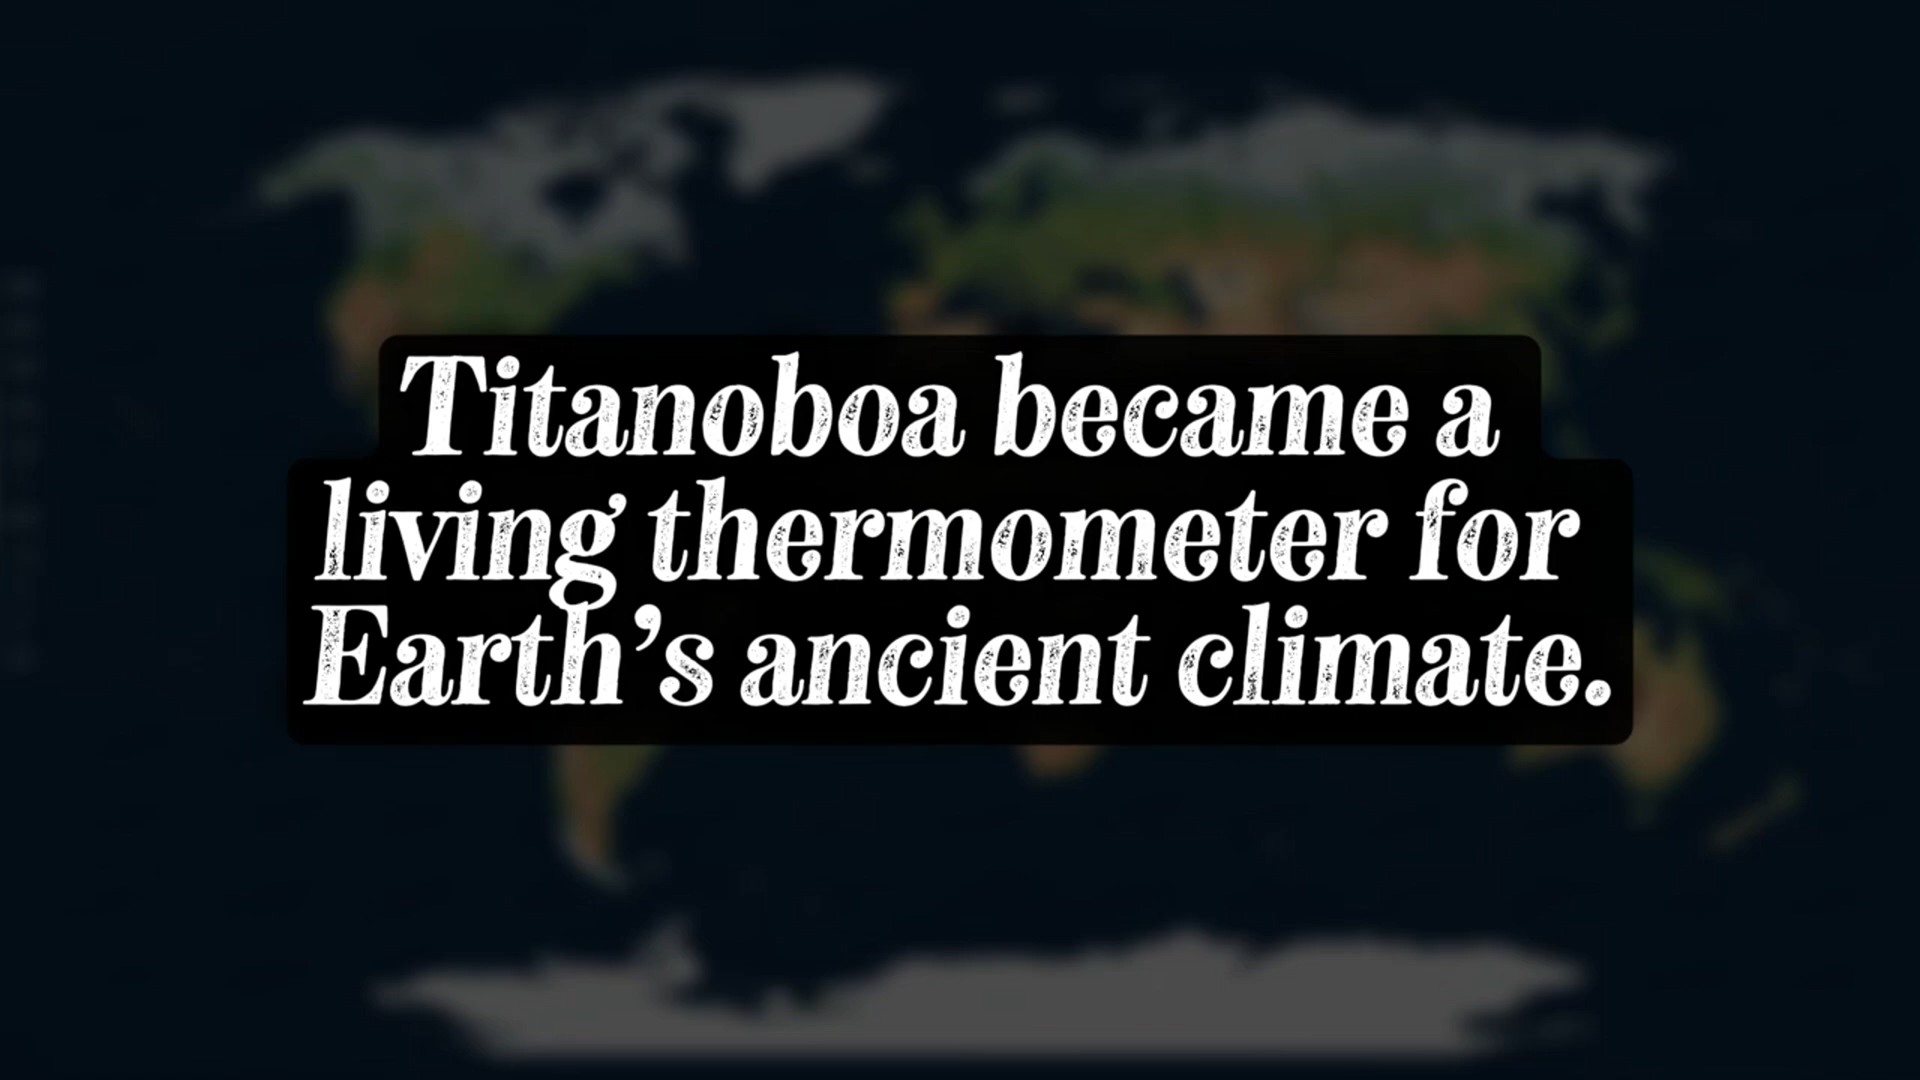 Titanoboa became a
living thermometer for
Earth’s ancient climate.